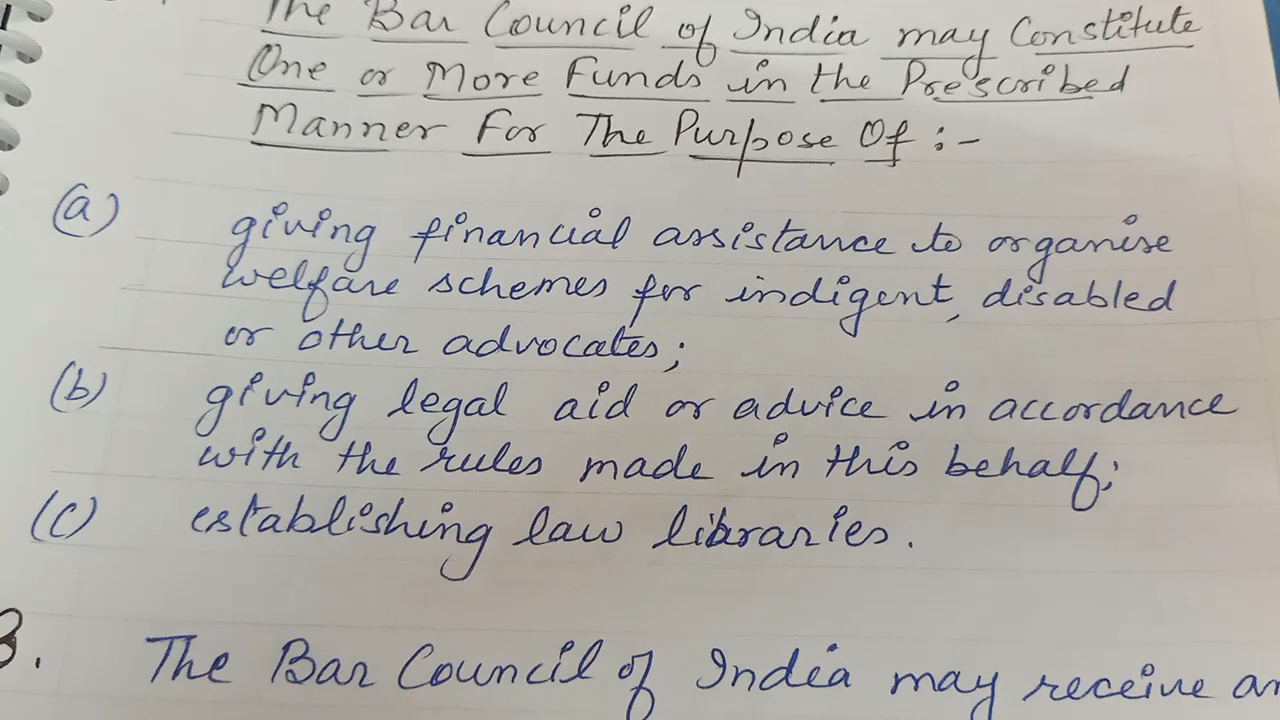 The Bar Council of India may Constitute
One or More Funds in the Prescribed
Manner For The Purpose Of :-
(a) giving financial assistance to organise
welfare schemes for indigent, disabled
or other advocates;
(b) giving legal aid or advice in accordance
with the rules made in this behalf;
(c) establishing law libraries.
3. The Bar Council of India may receive an